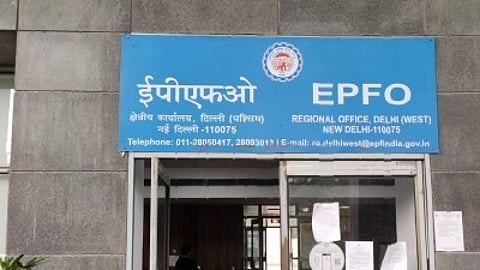 ईपीएफओ
क्षेत्रीय कार्यालय, दिल्ली (पश्चिम)
नई दिल्ली -110075
EPFO
REGIONAL OFFICE, DELHI (WEST)
NEW DELHI-110075
Telephone: 011-28050417, 28093013 | E-mail: ro.delhiwest@epfindia.gov.in